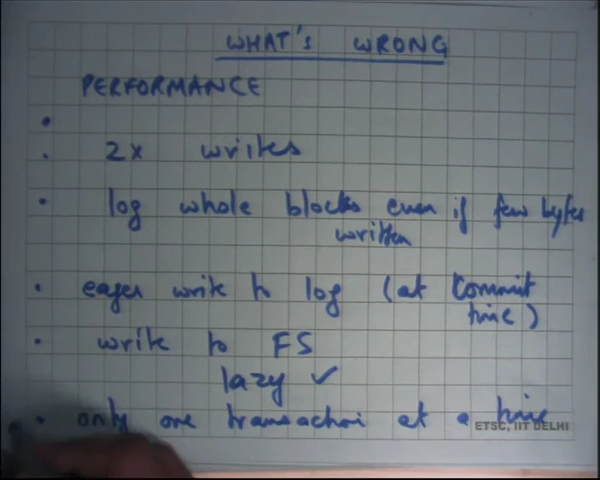 WHAT'S WRONG
PERFORMANCE
•
• 2x writes
• log whole blocks even if few bytes
written
• eager write to log (at commit
time)
• write to FS
lazy ✓
• only one transaction at a time
ETSC, IIT DELHI